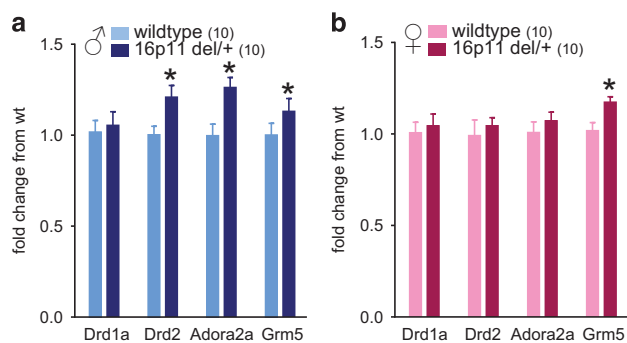 a
♂ wildtype (10)
16p11 del/+ (10)
fold change from wt
1.5
1.0
0.5
0.0
* * *
Drd1a Drd2 Adora2a Grm5
b
♀ wildtype (10)
16p11 del/+ (10)
fold change from wt
1.5
1.0
0.5
0.0
*
Drd1a Drd2 Adora2a Grm5